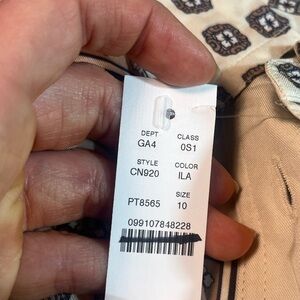 DEPT CLASS
GA4 0S1
STYLE COLOR
CN920 ILA
SIZE
PT8565 10
099107848228